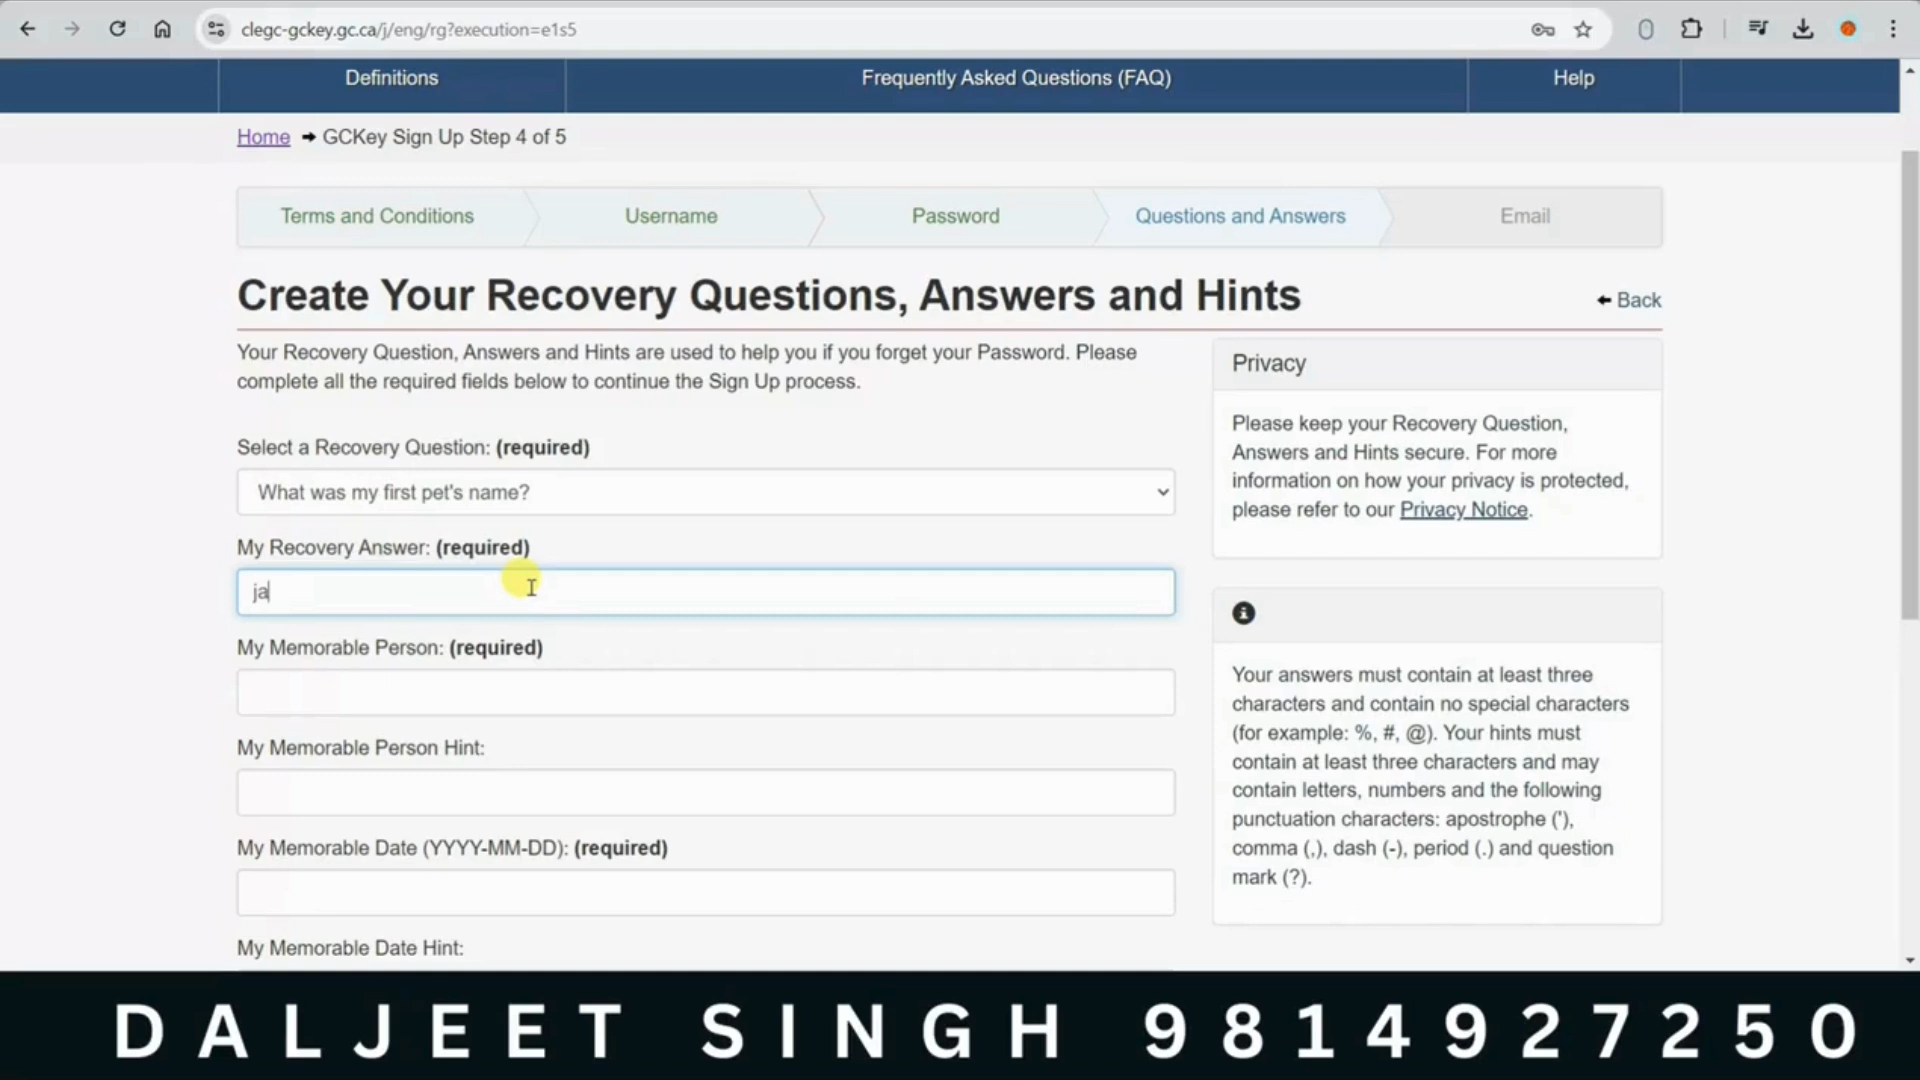 clegc-gckey.gc.ca/j/eng/rg?execution=e1s5
Definitions
Frequently Asked Questions (FAQ)
Help
Home → GCKey Sign Up Step 4 of 5
Terms and Conditions
Username
Password
Questions and Answers
Email
Create Your Recovery Questions, Answers and Hints
Back
Your Recovery Question, Answers and Hints are used to help you if you forget your Password. Please
complete all the required fields below to continue the Sign Up process.
Select a Recovery Question: (required)
What was my first pet's name?
My Recovery Answer: (required)
ja
My Memorable Person: (required)
My Memorable Person Hint:
My Memorable Date (YYYY-MM-DD): (required)
My Memorable Date Hint:
Privacy
Please keep your Recovery Question,
Answers and Hints secure. For more
information on how your privacy is protected,
please refer to our Privacy Notice.
Your answers must contain at least three
characters and contain no special characters
(for example: %, #, @). Your hints must
contain at least three characters and may
contain letters, numbers and the following
punctuation characters: apostrophe ('),
comma (,), dash (-), period (.) and question
mark (?).
DALJEET SINGH 9814927250